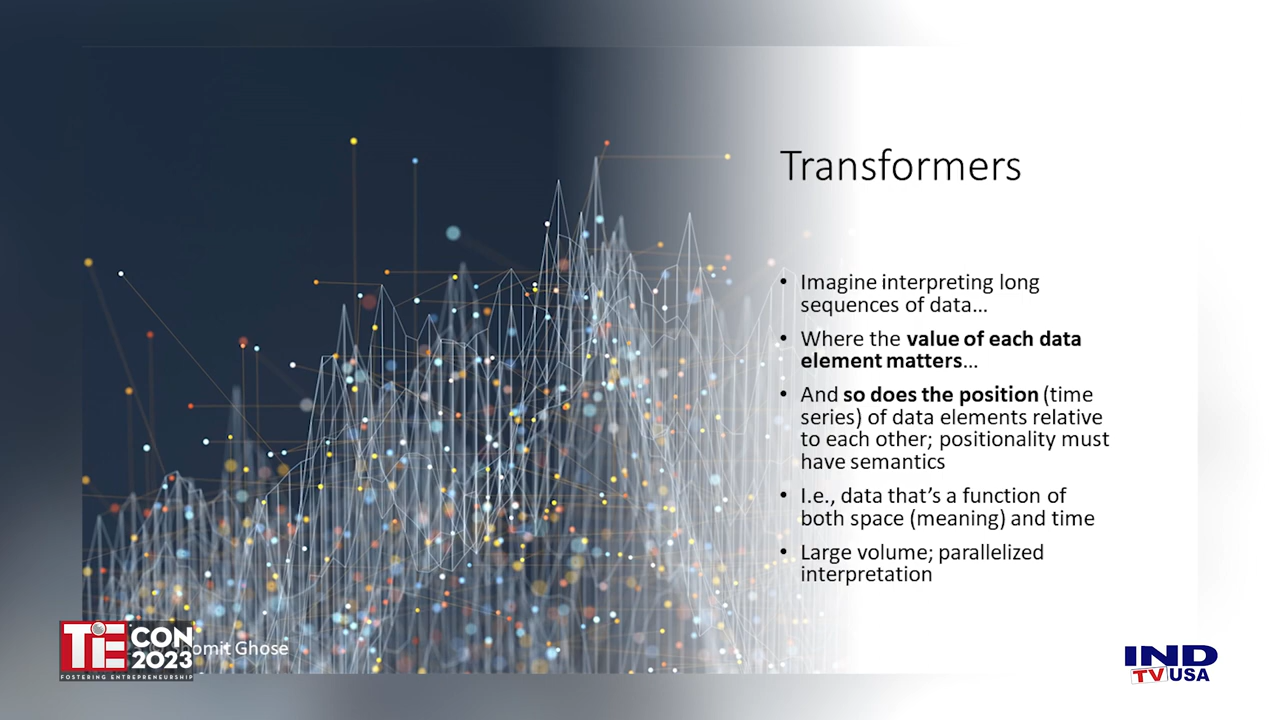 Transformers
• Imagine interpreting long
sequences of data…
• Where the value of each data
element matters…
• And so does the position (time
series) of data elements relative
to each other; positionality must
have semantics
• I.e., data that’s a function of
both space (meaning) and time
• Large volume; parallelized
interpretation
TiE CON
2023
FOSTERING ENTREPRENEURSHIP
Ghose
IND
TV USA